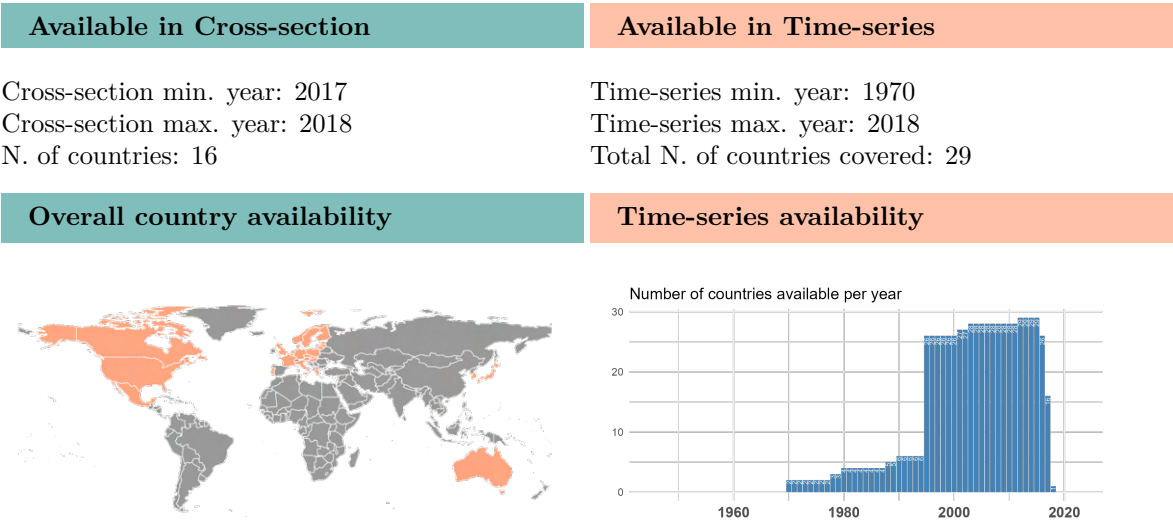 Available in Cross-section
Available in Time-series
Cross-section min. year: 2017
Cross-section max. year: 2018
N. of countries: 16
Time-series min. year: 1970
Time-series max. year: 2018
Total N. of countries covered: 29
Overall country availability
Time-series availability
Number of countries available per year
30
20
10
0
1960
1980
2000
2020